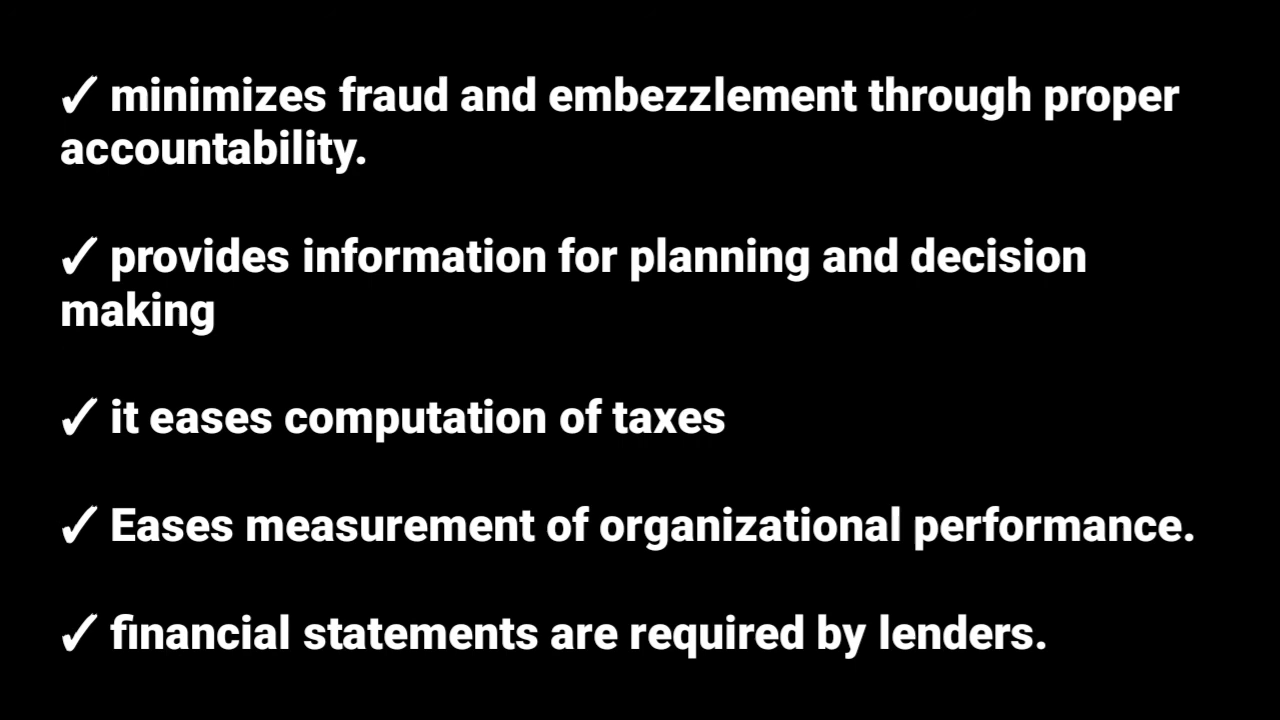 ✓ minimizes fraud and embezzlement through proper
accountability.
✓ provides information for planning and decision
making
✓ it eases computation of taxes
✓ Eases measurement of organizational performance.
✓ financial statements are required by lenders.